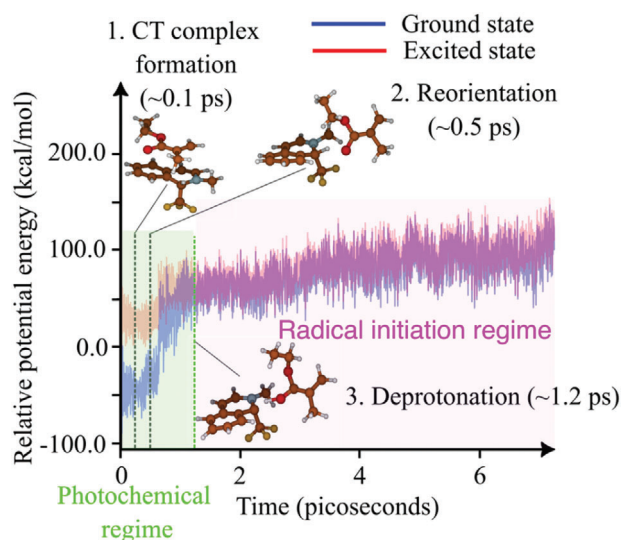 1. CT complex
formation
(~0.1 ps)
Ground state
Excited state
2. Reorientation
(~0.5 ps)
Relative potential energy (kcal/mol)
200.0
100.0
0.0
-100.0
Radical initiation regime
3. Deprotonation (~1.2 ps)
0
2
4
6
Photochemical
regime
Time (picoseconds)